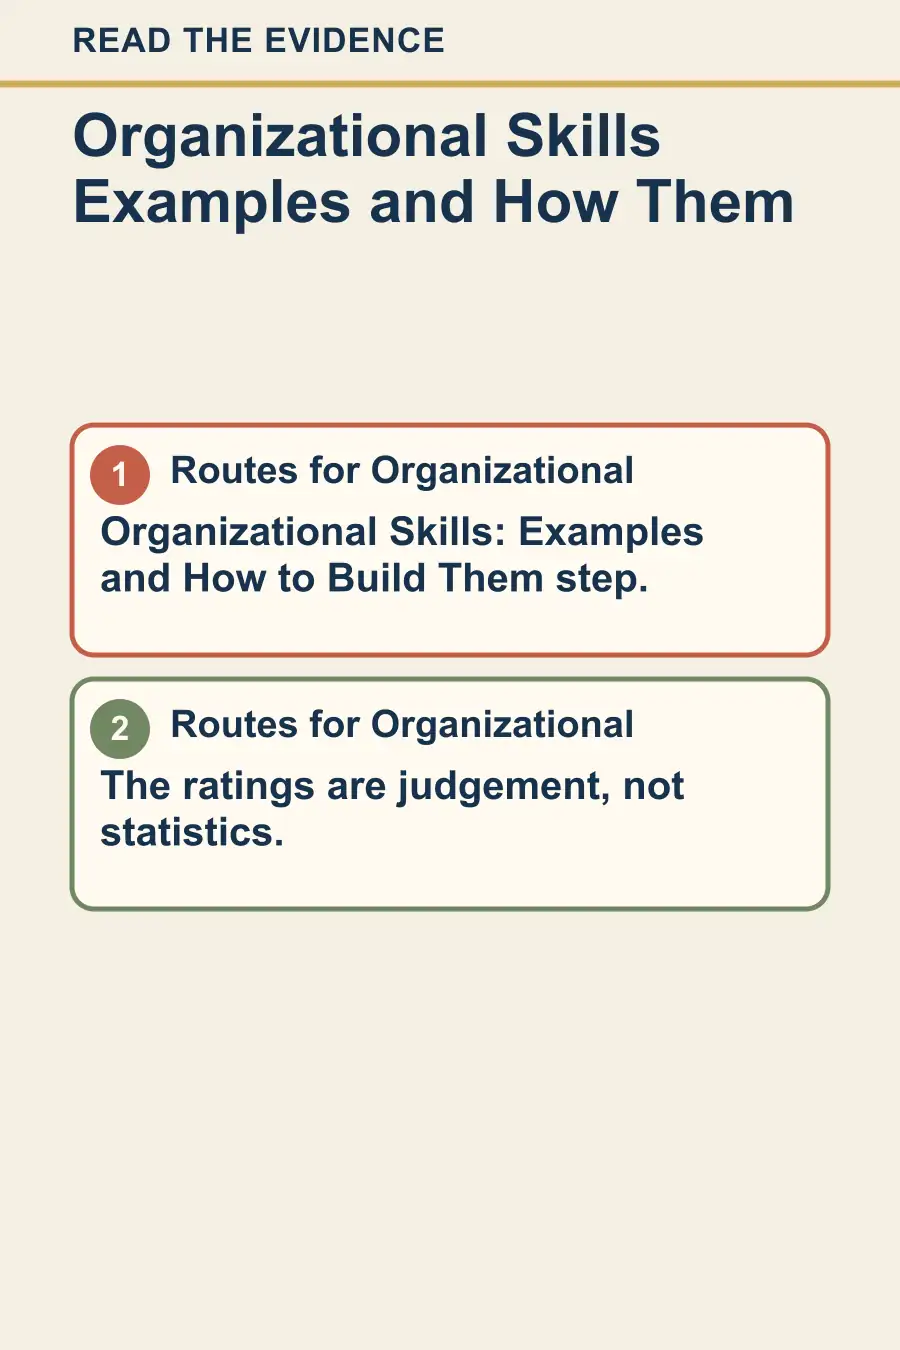 READ THE EVIDENCE
Organizational Skills
Examples and How Them
1 Routes for Organizational
Organizational Skills: Examples
and How to Build Them step.
2 Routes for Organizational
The ratings are judgement, not
statistics.